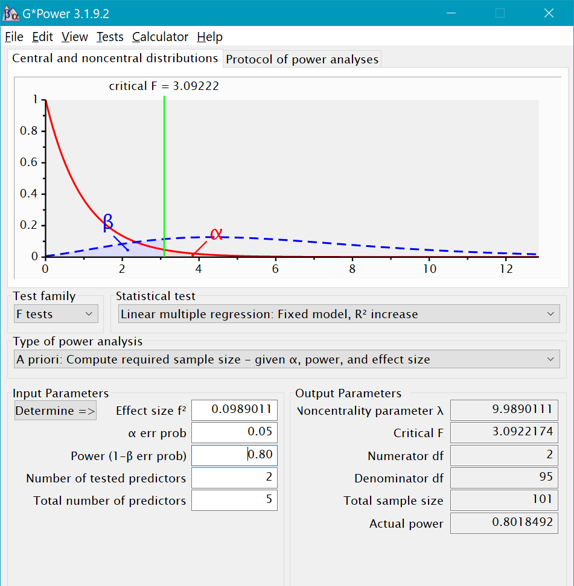 G*Power 3.1.9.2
File Edit View Tests Calculator Help
Central and noncentral distributions Protocol of power analyses
critical F = 3.09222
1
0.8
0.6
0.4
0.2
0
β
α
0 2 4 6 8 10 12
Test family Statistical test
F tests Linear multiple regression: Fixed model, R² increase
Type of power analysis
A priori: Compute required sample size - given α, power, and effect size
Input Parameters Output Parameters
Determine => Effect size f² 0.0989011 Noncentrality parameter λ 9.9890111
α err prob 0.05 Critical F 3.0922174
Power (1-β err prob) 0.80 Numerator df 2
Number of tested predictors 2 Denominator df 95
Total number of predictors 5 Total sample size 101
Actual power 0.8018492